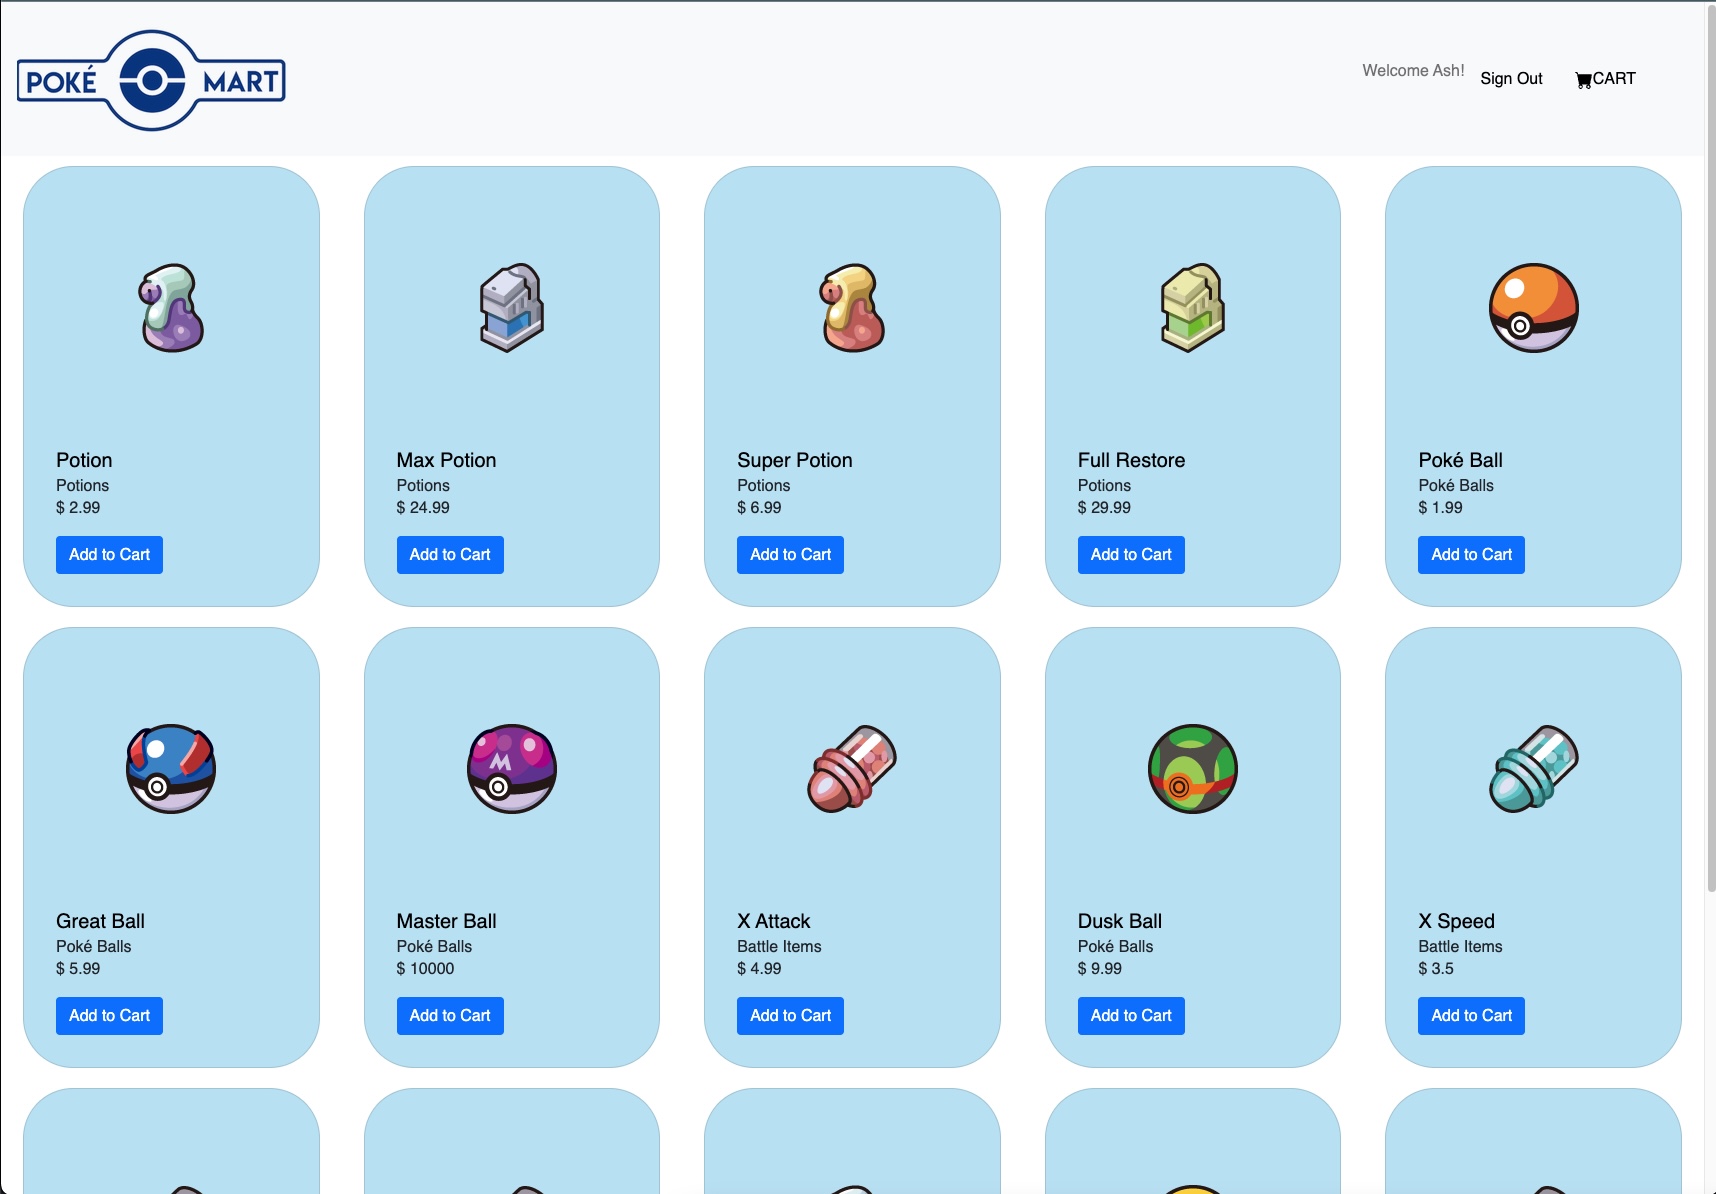 POKÉ MART
Welcome Ash!
Sign Out
CART
Potion
Potions
$ 2.99
Add to Cart
Max Potion
Potions
$ 24.99
Add to Cart
Super Potion
Potions
$ 6.99
Add to Cart
Full Restore
Potions
$ 29.99
Add to Cart
Poké Ball
Poké Balls
$ 1.99
Add to Cart
Great Ball
Poké Balls
$ 5.99
Add to Cart
M
Master Ball
Poké Balls
$ 10000
Add to Cart
X Attack
Battle Items
$ 4.99
Add to Cart
Dusk Ball
Poké Balls
$ 9.99
Add to Cart
X Speed
Battle Items
$ 3.5
Add to Cart